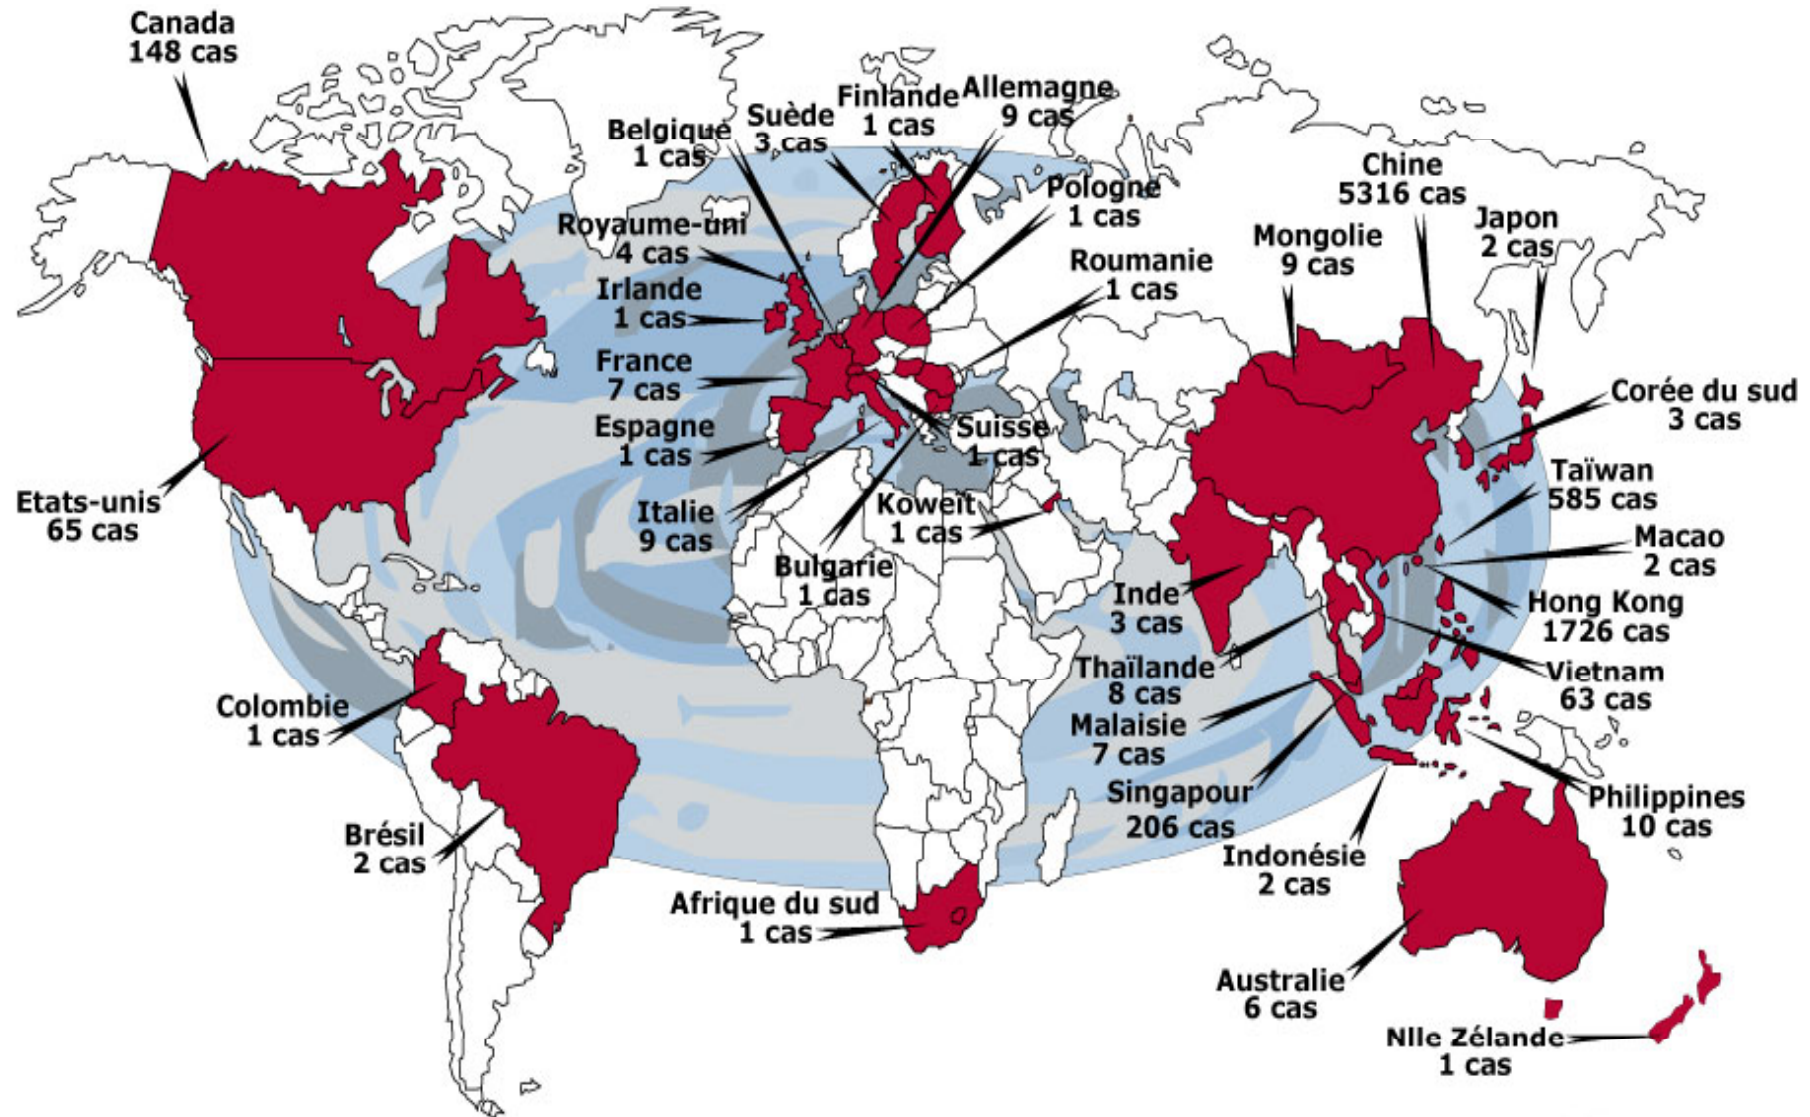 Canada
148 cas
Belgique
1 cas
Suède
3 cas
Finlande
1 cas
Allemagne
9 cas
Pologne
1 cas
Chine
5316 cas
Japon
2 cas
Mongolie
9 cas
Royaume-uni
4 cas
Roumanie
1 cas
Irlande
1 cas
France
7 cas
Corée du sud
3 cas
Espagne
1 cas
Suisse
1 cas
Etats-unis
65 cas
Italie
9 cas
Koweït
1 cas
Taïwan
585 cas
Macao
2 cas
Bulgarie
1 cas
Inde
3 cas
Hong Kong
1726 cas
Thaïlande
8 cas
Vietnam
63 cas
Colombie
1 cas
Malaisie
7 cas
Singapour
206 cas
Philippines
10 cas
Brésil
2 cas
Indonésie
2 cas
Afrique du sud
1 cas
Australie
6 cas
Nlle Zélande
1 cas